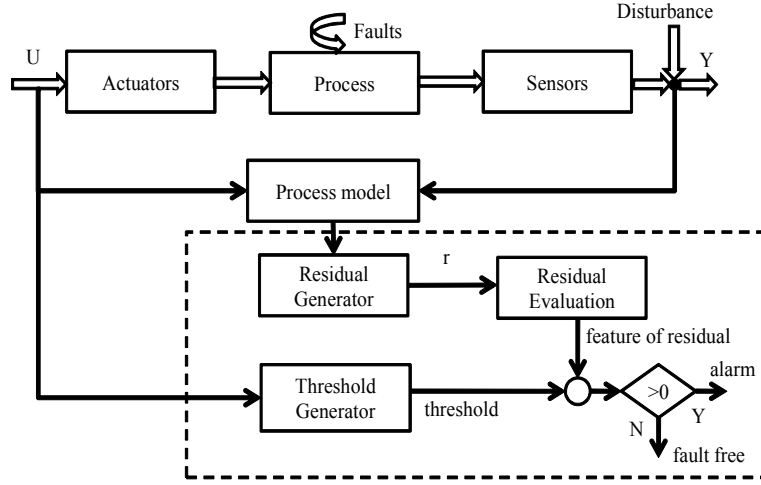 Disturbance
U
Faults
Y
Actuators
Process
Sensors
Process model
Residual
Generator
r
Residual
Evaluation
feature of residual
alarm
Threshold
Generator
threshold
>0
Y
N
fault free